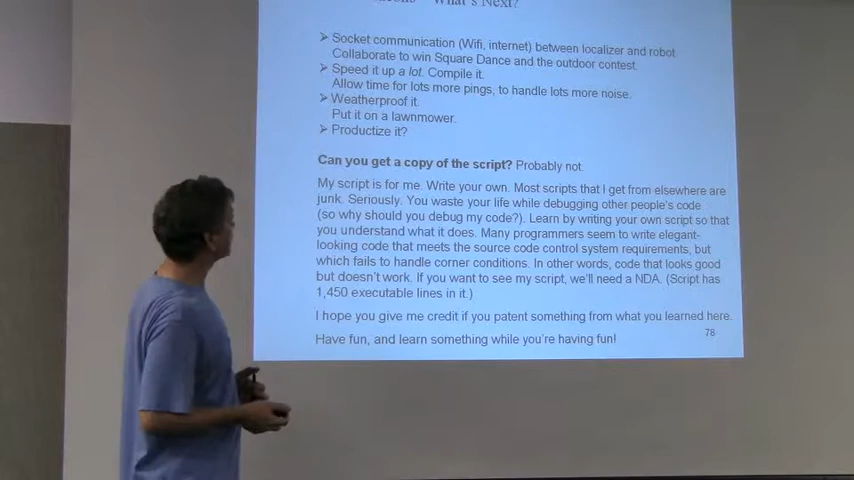 What's Next?
➢ Socket communication (Wifi, internet) between localizer and robot.
Collaborate to win Square Dance and the outdoor contest.
➢ Speed it up a lot. Compile it.
Allow time for lots more pings, to handle lots more noise.
➢ Weatherproof it.
Put it on a lawnmower.
➢ Productize it?
Can you get a copy of the script? Probably not.
My script is for me. Write your own. Most scripts that I get from elsewhere are
junk. Seriously. You waste your life while debugging other people's code
(so why should you debug my code?). Learn by writing your own script so that
you understand what it does. Many programmers seem to write elegant-
looking code that meets the source code control system requirements, but
which fails to handle corner conditions. In other words, code that looks good
but doesn't work. If you want to see my script, we'll need a NDA. (Script has
1,450 executable lines in it.)
I hope you give me credit if you patent something from what you learned here.
78
Have fun, and learn something while you're having fun!